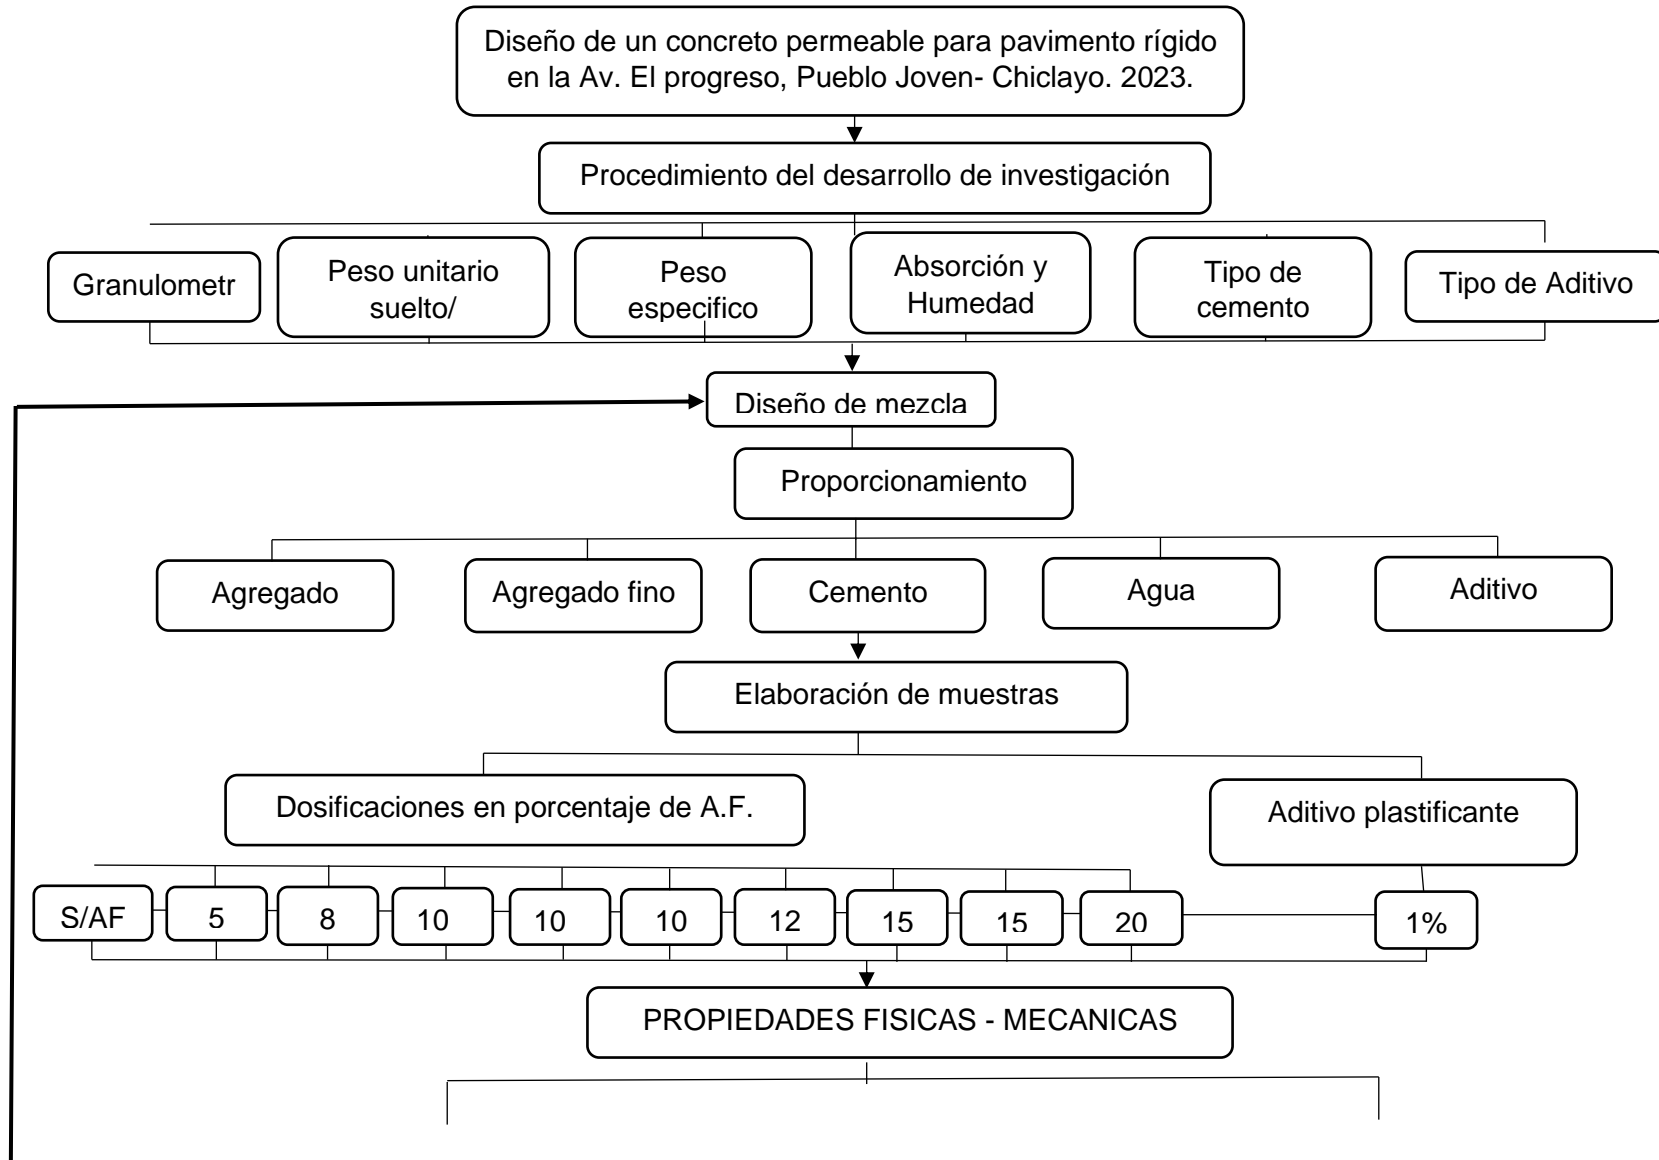 Diseño de un concreto permeable para pavimento rígido
en la Av. El progreso, Pueblo Joven- Chiclayo. 2023.
Procedimiento del desarrollo de investigación
Granulometr
Peso unitario
suelto/
Peso
especifico
Absorción y
Humedad
Tipo de
cemento
Tipo de Aditivo
Diseño de mezcla
Proporcionamiento
Agregado
Agregado fino
Cemento
Agua
Aditivo
Elaboración de muestras
Dosificaciones en porcentaje de A.F.
Aditivo plastificante
S/AF
5
8
10
10
10
12
15
15
20
1%
PROPIEDADES FISICAS - MECANICAS